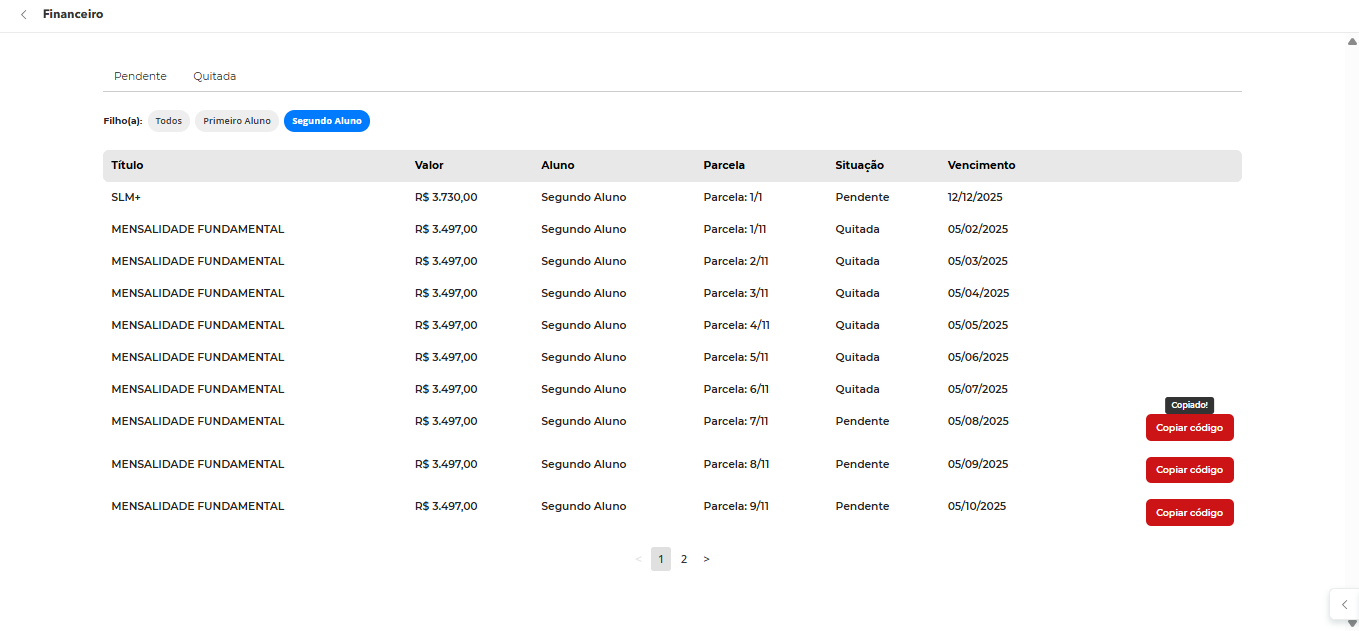 Financeiro
Pendente Quitada
Filho(a): Todos Primeiro Aluno Segundo Aluno
Título Valor Aluno Parcela Situação Vencimento
SLM+ R$ 3.730,00 Segundo Aluno Parcela: 1/1 Pendente 12/12/2025
MENSALIDADE FUNDAMENTAL R$ 3.497,00 Segundo Aluno Parcela: 1/11 Quitada 05/02/2025
MENSALIDADE FUNDAMENTAL R$ 3.497,00 Segundo Aluno Parcela: 2/11 Quitada 05/03/2025
MENSALIDADE FUNDAMENTAL R$ 3.497,00 Segundo Aluno Parcela: 3/11 Quitada 05/04/2025
MENSALIDADE FUNDAMENTAL R$ 3.497,00 Segundo Aluno Parcela: 4/11 Quitada 05/05/2025
MENSALIDADE FUNDAMENTAL R$ 3.497,00 Segundo Aluno Parcela: 5/11 Quitada 05/06/2025
MENSALIDADE FUNDAMENTAL R$ 3.497,00 Segundo Aluno Parcela: 6/11 Quitada 05/07/2025
Copiado!
MENSALIDADE FUNDAMENTAL R$ 3.497,00 Segundo Aluno Parcela: 7/11 Pendente 05/08/2025 Copiar código
MENSALIDADE FUNDAMENTAL R$ 3.497,00 Segundo Aluno Parcela: 8/11 Pendente 05/09/2025 Copiar código
MENSALIDADE FUNDAMENTAL R$ 3.497,00 Segundo Aluno Parcela: 9/11 Pendente 05/10/2025 Copiar código
< 1 2 >